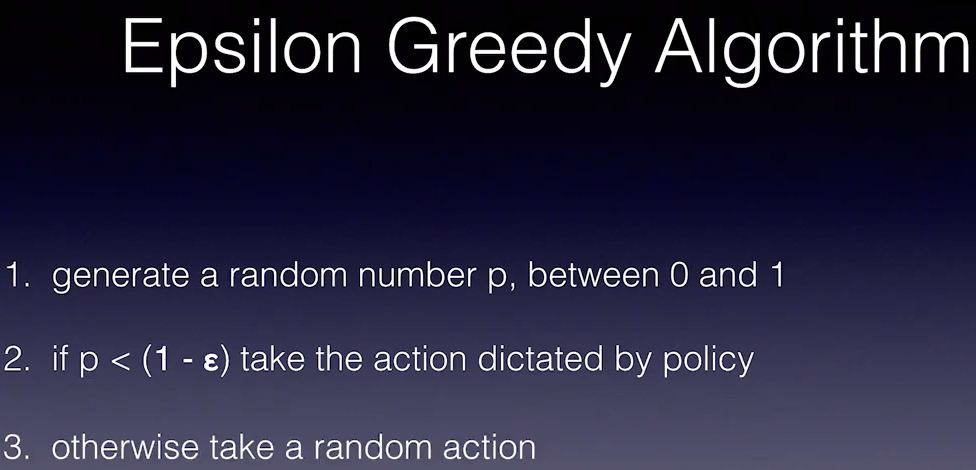 Epsilon Greedy Algorithm
1. generate a random number p, between 0 and 1
2. if p < (1 - ε) take the action dictated by policy
3. otherwise take a random action